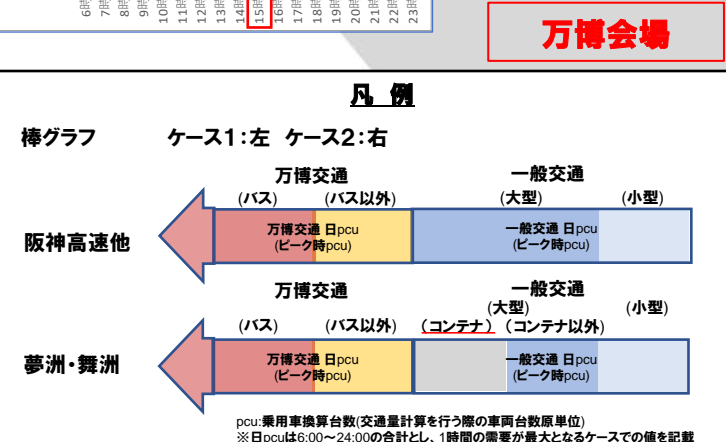 6時 7時 8時 9時 10時 11時 12時 13時 14時 15時 16時 17時 18時 19時 20時 21時 22時 23時
万博会場
凡 例
棒グラフ ケース1:左 ケース2:右
万博交通 一般交通
(バス) (バス以外) (大型) (小型)
阪神高速他
万博交通 日pcu 一般交通 日pcu
(ピーク時pcu) (ピーク時pcu)
万博交通 一般交通
(大型) (小型)
(バス) (バス以外) (コンテナ) (コンテナ以外)
夢洲・舞洲
万博交通 日pcu 一般交通 日pcu
(ピーク時pcu) (ピーク時pcu)
pcu:乗用車換算台数(交通量計算を行う際の車両台数原単位)
※日pcuは6:00~24:00の合計とし、1時間の需要が最大となるケースでの値を記載